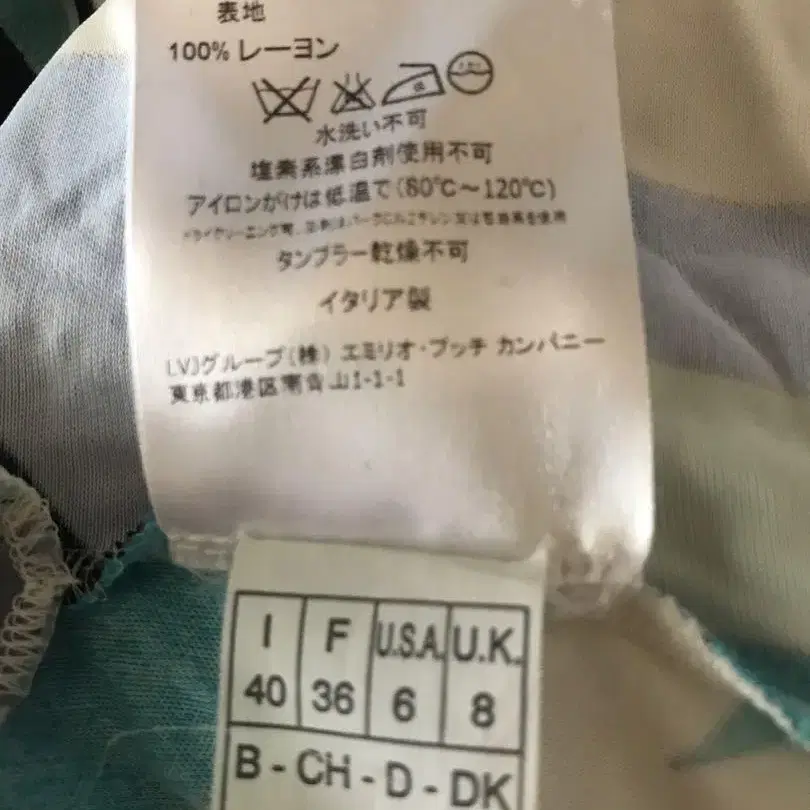 表地
100% レーヨン
水洗い不可
塩素系漂白剤使用不可
アイロンがけは低温で(80℃~120℃)
タンブラー乾燥不可
イタリア製
LVJグループ(株) エミリオ・プッチ カンパニー
東京都港区南青山1-1-1
I F U.S.A. U.K.
40 36 6 8
B - CH - D - DK